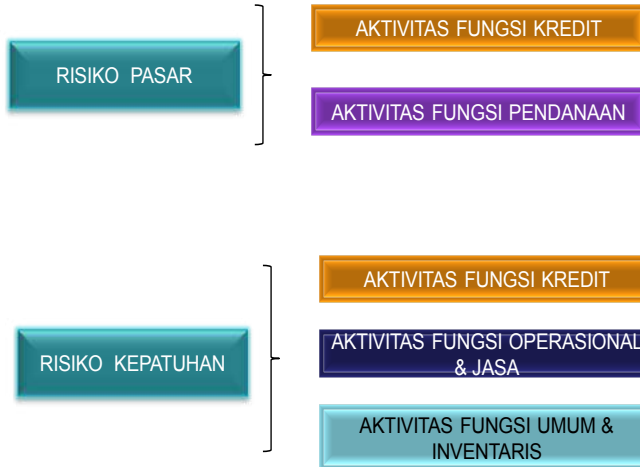 AKTIVITAS FUNGSI KREDIT
RISIKO PASAR
AKTIVITAS FUNGSI PENDANAAN
AKTIVITAS FUNGSI KREDIT
RISIKO KEPATUHAN
AKTIVITAS FUNGSI OPERASIONAL
& JASA
AKTIVITAS FUNGSI UMUM &
INVENTARIS